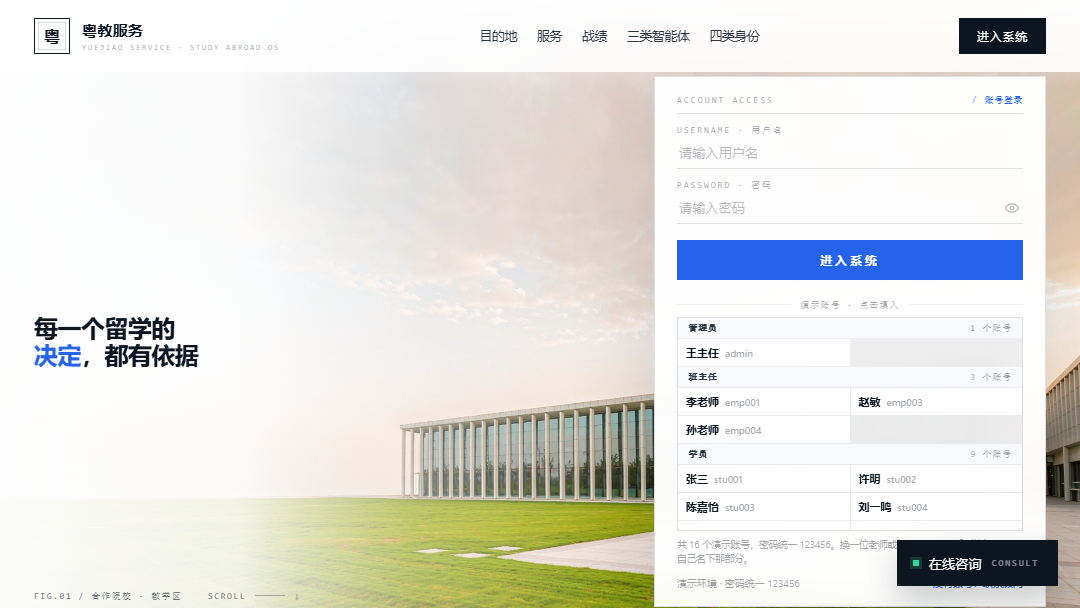 粤
粤教服务
YUEJIAO SERVICE · STUDY ABROAD OS
目的地 服务 战绩 三类智能体 四类身份
进入系统
每一个留学的
决定，都有依据
FIG.01 / 合作院校 · 教学区 SCROLL
ACCOUNT ACCESS / 账号登录
USERNAME · 用户名
请输入用户名
PASSWORD · 密码
请输入密码
进入系统
演示账号 · 点击填入
管理员 1 个账号
王主任 admin
班主任 3 个账号
李老师 emp001 赵敏 emp003
孙老师 emp004
学员 9 个账号
张三 stu001 许明 stu002
陈嘉怡 stu003 刘一鸣 stu004
共 16 个演示账号，密码统一 123456。换一位老师或
自己名下那部分。
演示环境 · 密码统一 123456
在线咨询 CONSULT